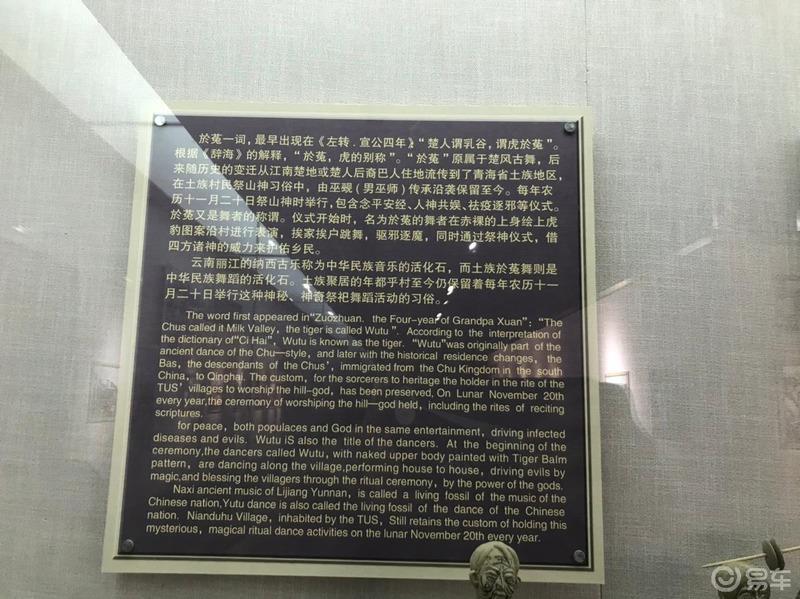 於菟一词，最早出现在《左转．宣公四年》“楚人谓乳谷，谓虎於菟”。
根据《辞海》的解释，“於菟，虎的别称”。“於菟”原属于楚风古舞，后
来随历史的变迁从江南楚地或楚人后裔巴人住地流传到了青海省土族地区，
在土族村民祭山神习俗中，由巫觋（男巫师）传承沿袭保留至今。每年农
历十一月二十日祭山神时举行，包含念平安经、人神共娱、祛疫逐邪等仪式。
於菟又是舞者的称谓。仪式开始时，名为於菟的舞者在赤裸的上身绘上虎
豹图案沿村进行表演，挨家挨户跳舞，驱邪逐魔，同时通过祭神仪式，借
四方诸神的威力来护佑乡民。
云南丽江的纳西古乐称为中华民族音乐的活化石，而土族於菟舞则是
中华民族舞蹈的活化石。土族聚居的年都乎村至今仍保留着每年农历十一
月二十日举行这种神秘、神奇祭祀舞蹈活动的习俗。
The word first appeared in“Zuozhuan. the Four-year of Grandpa Xuan”;“The
Chus called it Milk Valley, the tiger is called Wutu”. According to the interpretation of
the dictionary of“Ci Hai”, Wutu is known as the tiger. “Wutu”was originally part of the
ancient dance of the Chu—style, and later with the historical residence changes, the
Bas, the descendants of the Chus’, immigrated from the Chu Kingdom in the south
China, to Qinghai. The custom, for the sorcerers to heritage the holder in the rite of the
TUS’ villages to worship the hill-god, has been preserved, On Lunar November 20th
every year,the ceremony of worshiping the hill—god held, including the rites of reciting
scriptures.
for peace, both populaces and God in the same entertainment, driving infected
diseases and evils. Wutu iS also the title of the dancers. At the beginning of the
ceremony,the dancers called Wutu, with naked upper body painted with Tiger Balm
pattern, are dancing along the village,performing house to house, driving evils by
magic,and blessing the villagers through the ritual ceremony, by the power of the gods.
Naxi ancient music of Lijiang Yunnan, is called a living fossil of the music of the
Chinese nation,Yutu dance is also called the living fossil of the dance of the Chinese
nation. Nianduhu Village, inhabited by the TUS, Still retains the custom of holding this
mysterious, magical ritual dance activities on the lunar November 20th every year.
易车